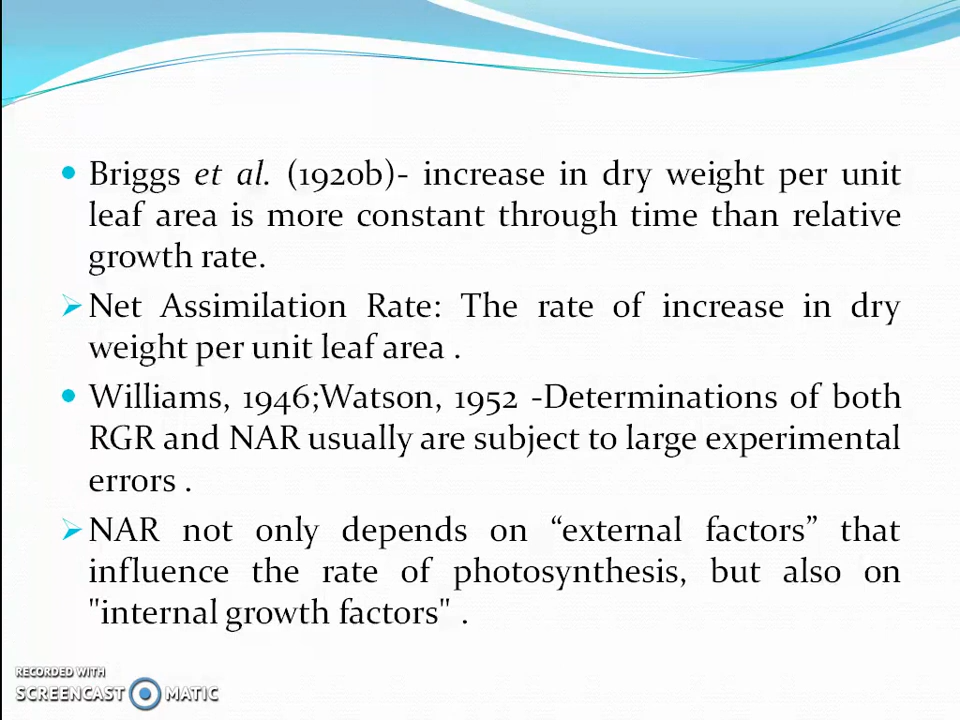 Briggs et al. (1920b)- increase in dry weight per unit
leaf area is more constant through time than relative
growth rate.
Net Assimilation Rate: The rate of increase in dry
weight per unit leaf area .
Williams, 1946;Watson, 1952 -Determinations of both
RGR and NAR usually are subject to large experimental
errors .
NAR not only depends on “external factors” that
influence the rate of photosynthesis, but also on
"internal growth factors" .
RECORDED WITH
SCREENCAST MATIC